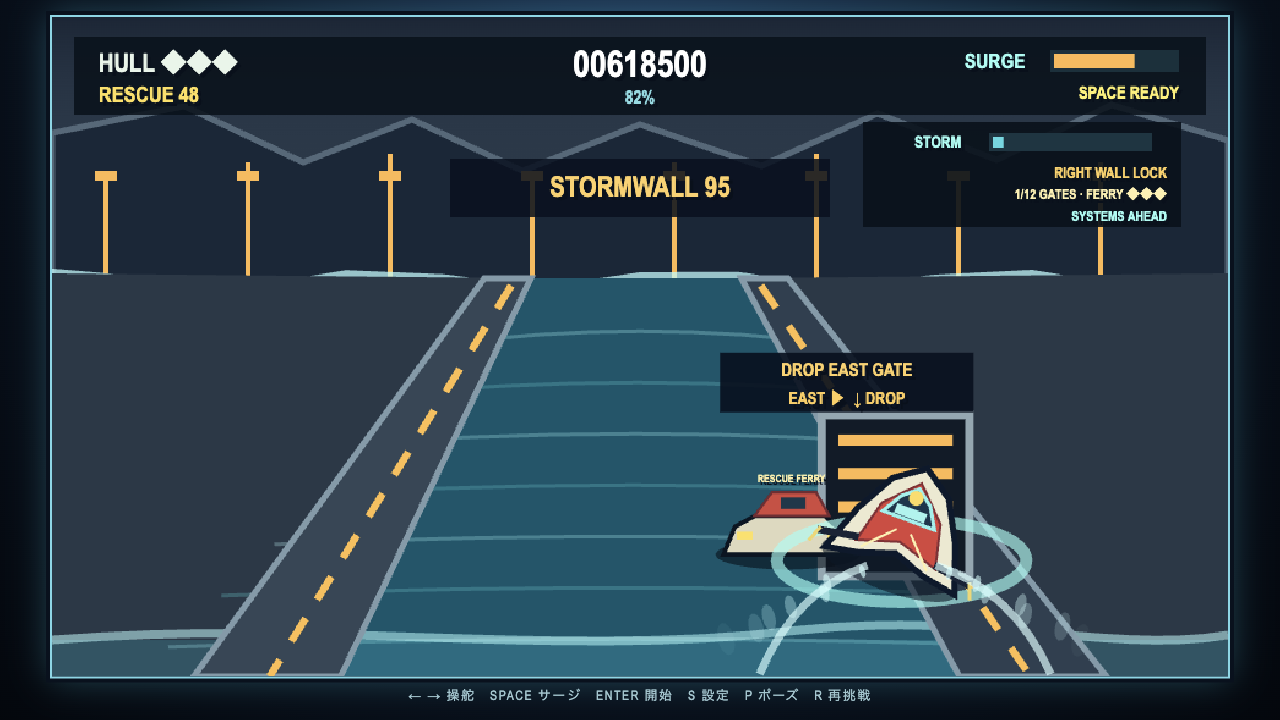 HULL
RESCUE 48
00618500
82%
SURGE
SPACE READY
STORM
RIGHT WALL LOCK
1/12 GATES · FERRY
SYSTEMS AHEAD
STORMWALL 95
DROP EAST GATE
EAST ▶ ↓DROP
RESCUE FERRY
← → 操舵 SPACE サージ ENTER 開始 S 設定 P ポーズ R 再挑戦